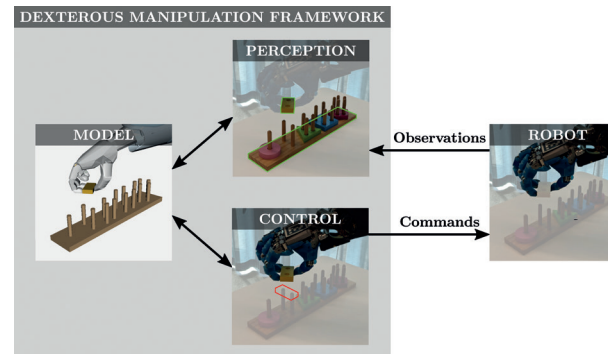 DEXTEROUS MANIPULATION FRAMEWORK
PERCEPTION
MODEL
Observations
ROBOT
CONTROL
Commands